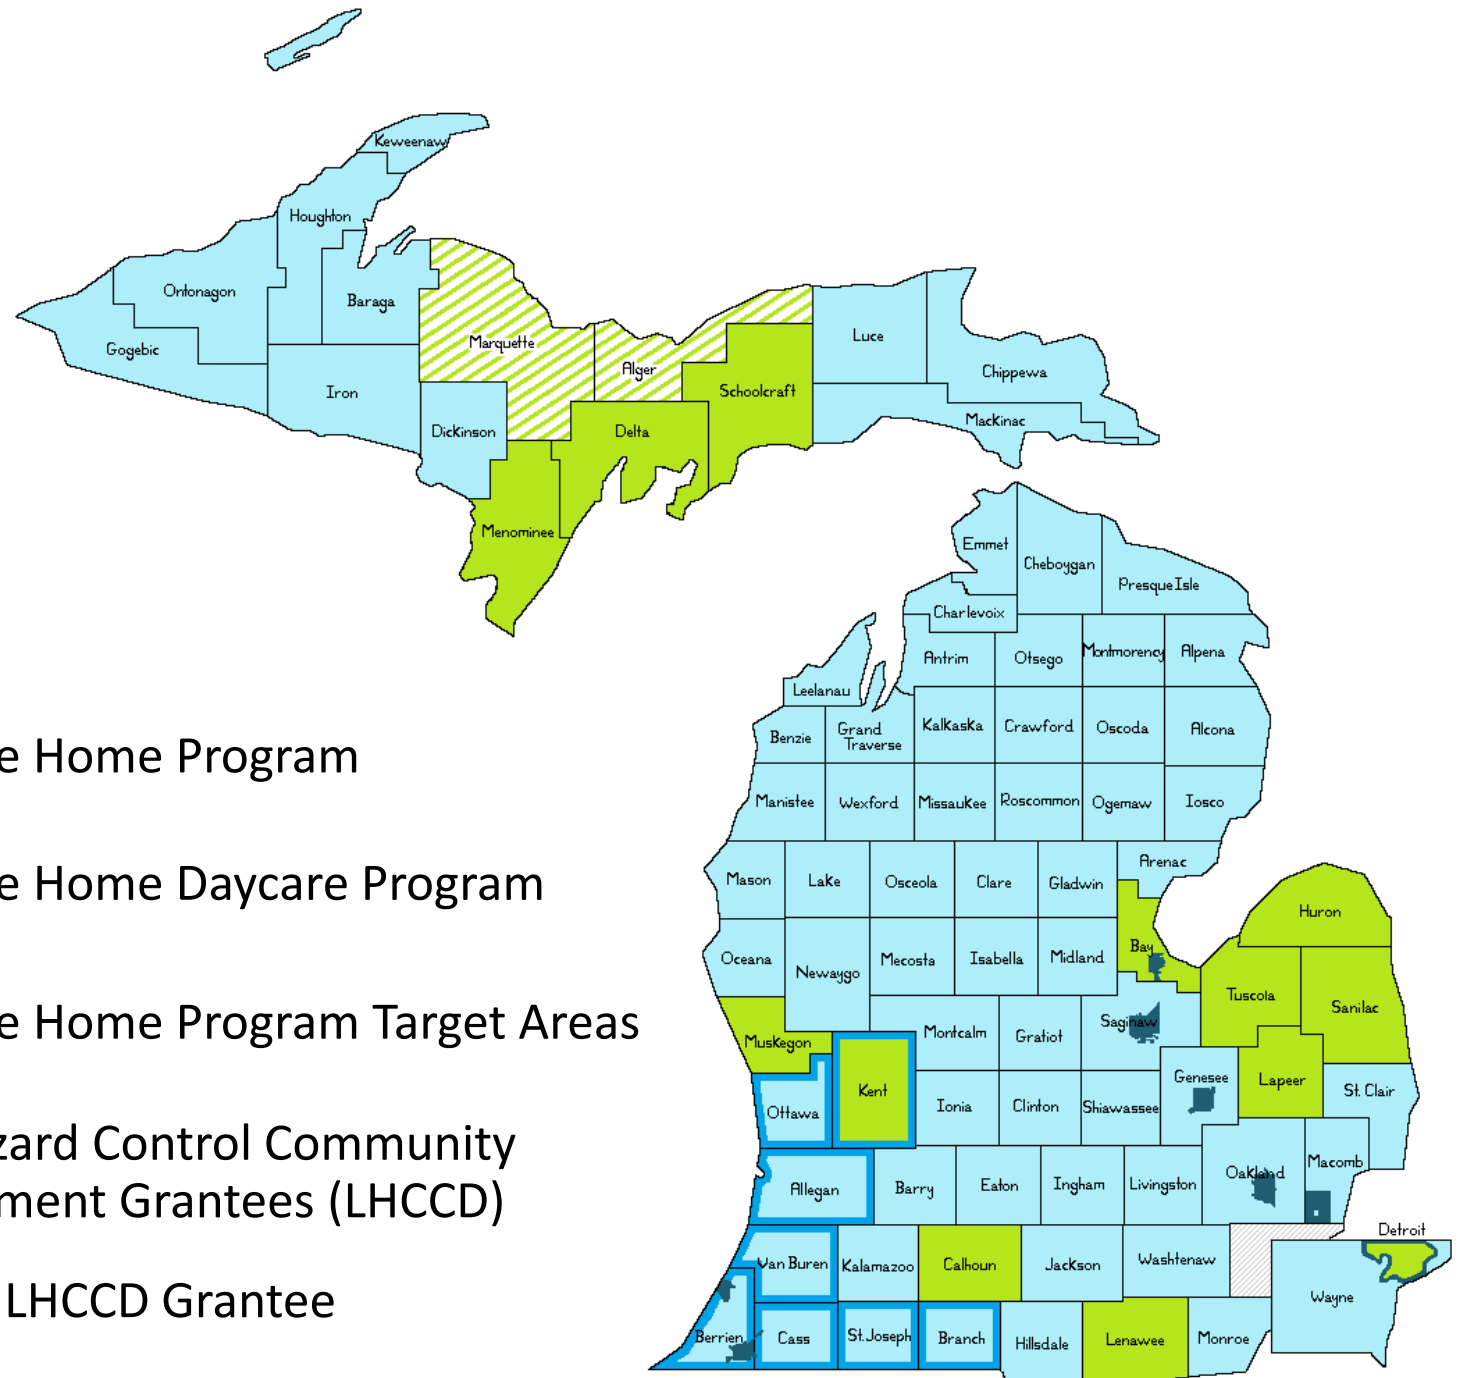 Keweenaw
Houghton
Ontonagon
Baraga
Gogebic
Marquette
Luce
Alger
Chippewa
Iron
Schoolcraft
Mackinac
Dickinson
Delta
Menominee
Emmet
Cheboygan
Presque Isle
Charlevoix
Antrim
Otsego
Montmorency
Alpena
Leelanau
Benzie
Grand
Traverse
Kalkaska
Crawford
Oscoda
Alcona
e Home Program
Manistee
Wexford
Missaukee
Roscommon
Ogemaw
Iosco
Arenac
e Home Daycare Program
Mason
Lake
Osceola
Clare
Gladwin
Huron
Bay
Oceana
Newaygo
Mecosta
Isabella
Midland
Tuscola
Sanilac
e Home Program Target Areas
Muskegon
Montcalm
Gratiot
Saginaw
Kent
Genesee
Lapeer
St. Clair
Ottawa
Ionia
Clinton
Shiawassee
zard Control Community
ment Grantees (LHCCD)
Allegan
Barry
Eaton
Ingham
Livingston
Oakland
Macomb
Detroit
Van Buren
Kalamazoo
Calhoun
Jackson
Washtenaw
Wayne
LHCCD Grantee
Berrien
Cass
St. Joseph
Branch
Hillsdale
Lenawee
Monroe